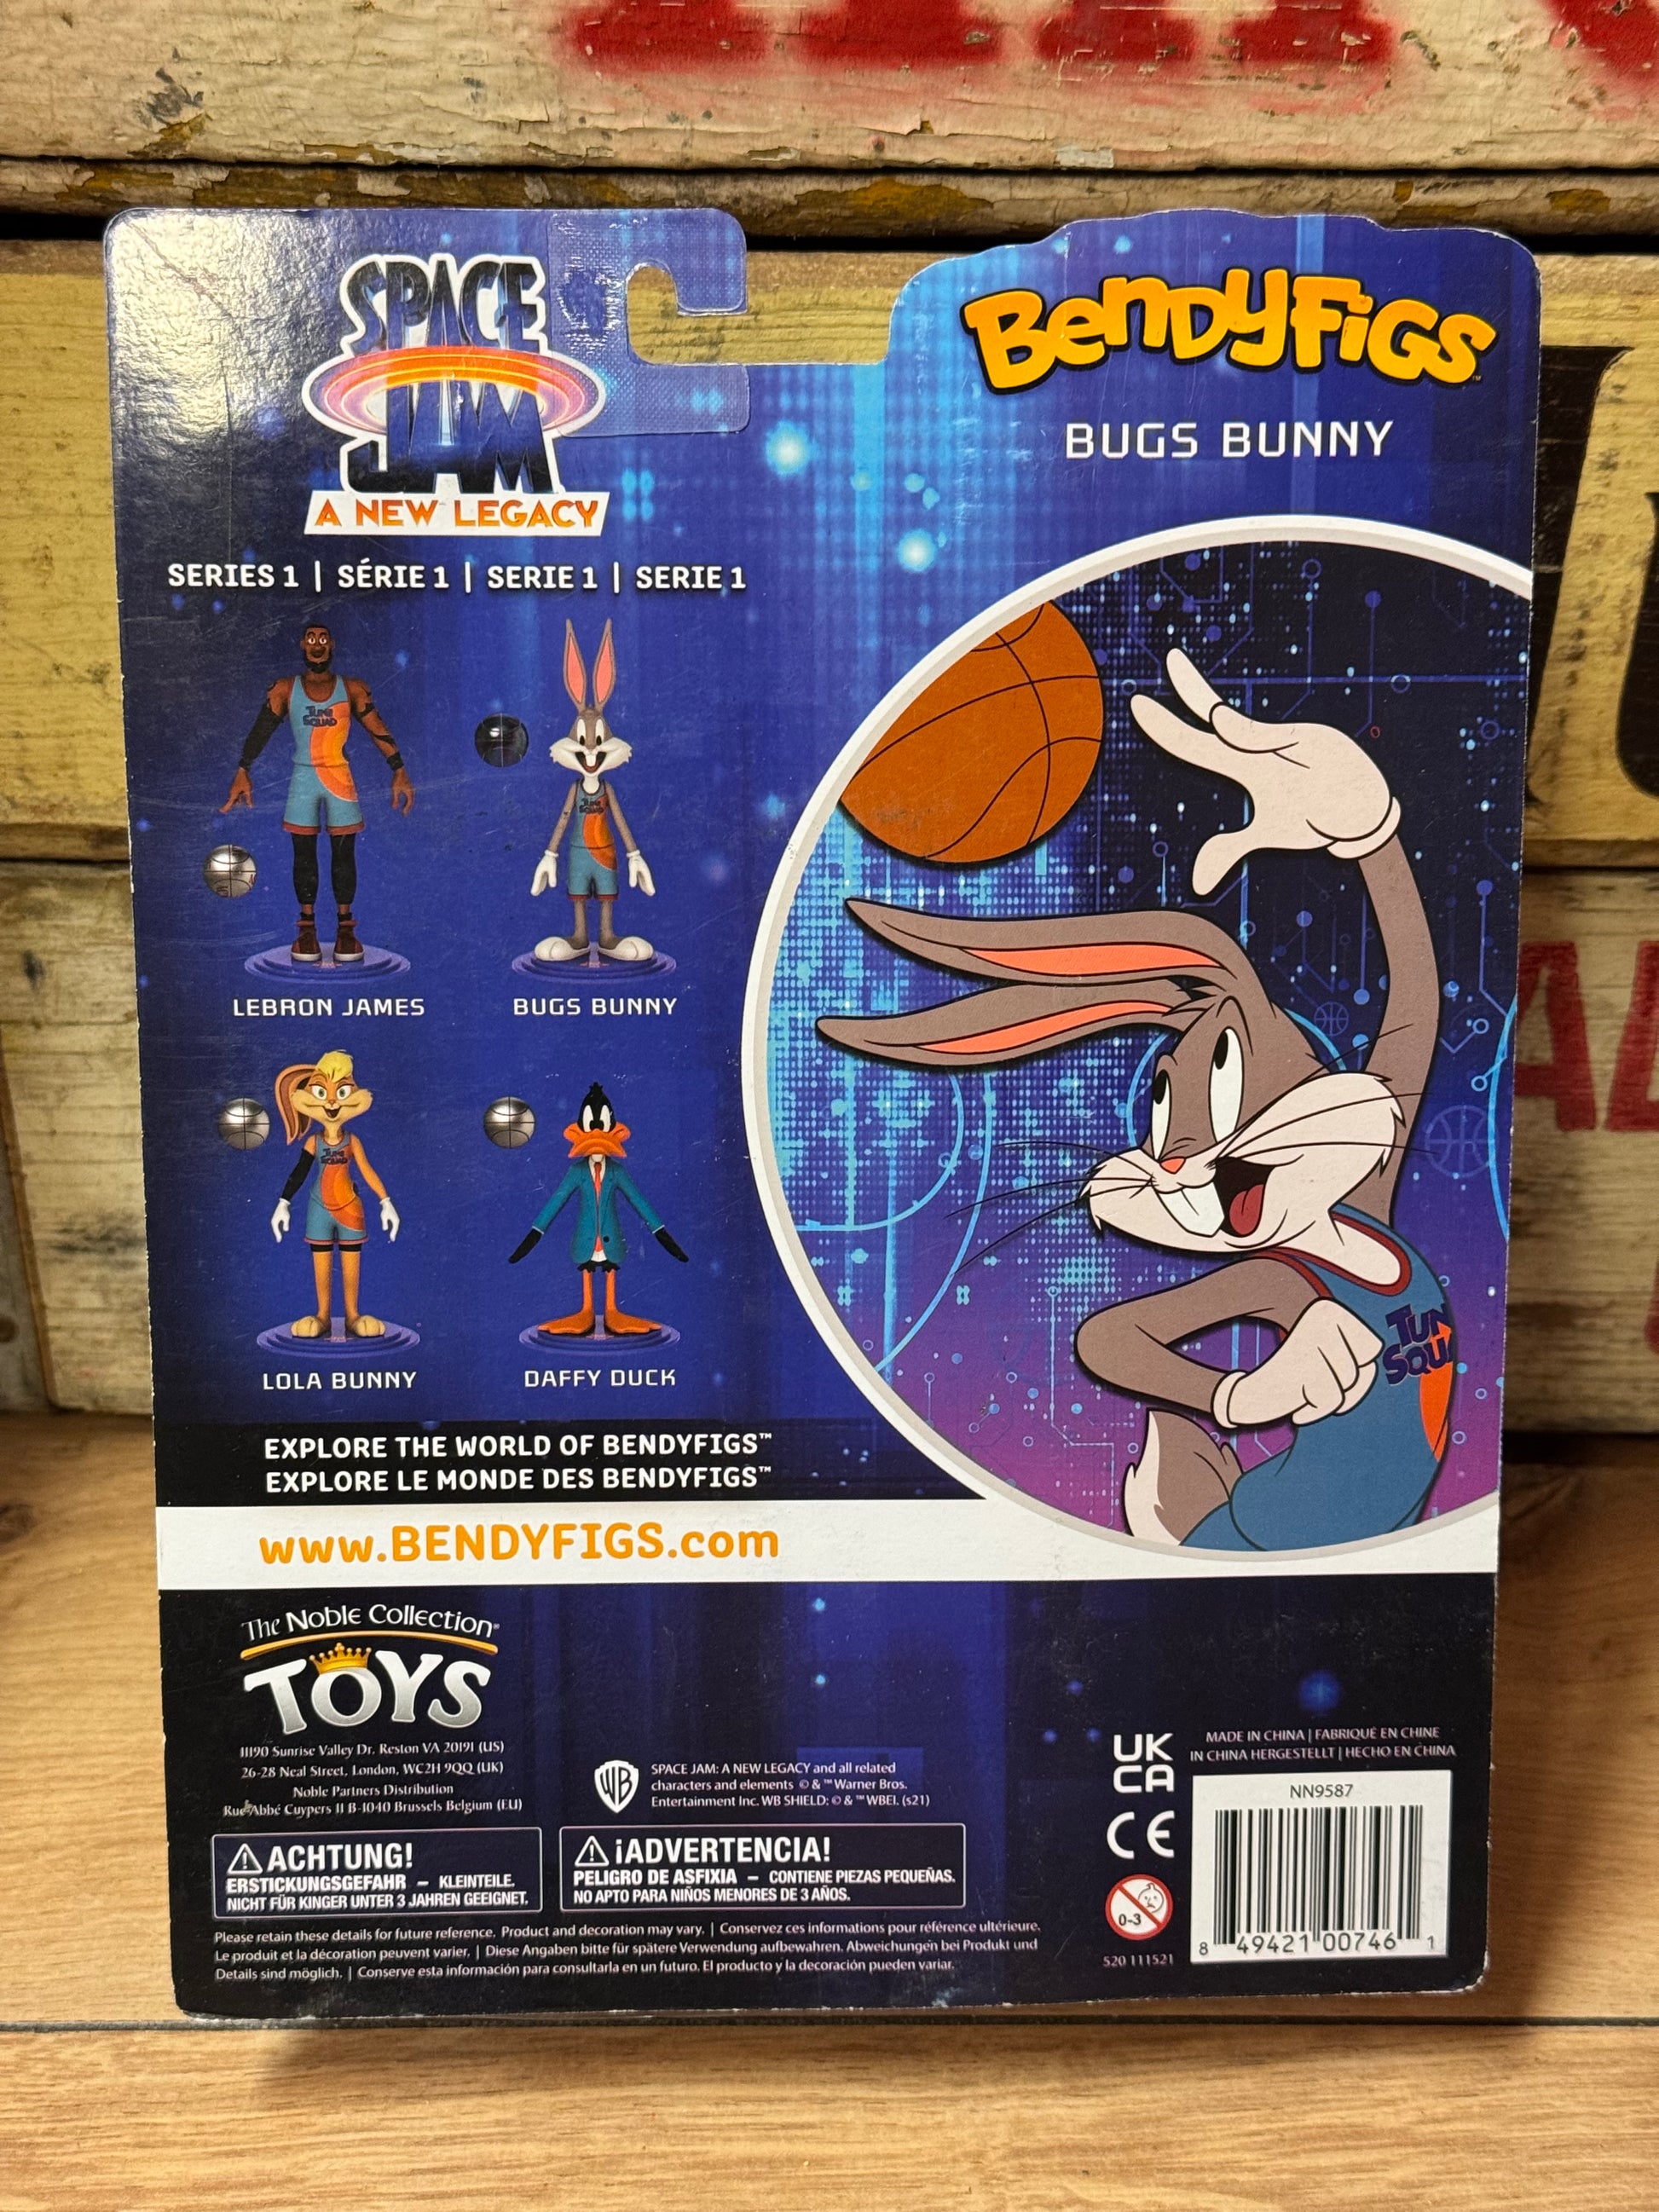 SPACE
JAM
A NEW LEGACY
BENDYFIGS™
BUGS BUNNY
SERIES 1 | SÉRIE 1 | SERIE 1 | SERIE 1
TUNE
SQUAD
TUNE
SQUAD
LEBRON JAMES
BUGS BUNNY
TUNE
SQUAD
LOLA BUNNY
DAFFY DUCK
TUN
SQU
EXPLORE THE WORLD OF BENDYFIGS™
EXPLORE LE MONDE DES BENDYFIGS™
www.BENDYFIGS.com
The Noble Collection®
TOYS
11190 Sunrise Valley Dr. Reston VA 20191 (US)
26-28 Neal Street, London, WC2H 9QQ (UK)
Noble Partners Distribution
Rue Abbé Cuypers 11 B-1040 Brussels Belgium (EU)
WB
SPACE JAM: A NEW LEGACY and all related
characters and elements © & ™ Warner Bros.
Entertainment Inc. WB SHIELD: © & ™ WBEI. (s21)
UK
CA
CE
0-3
520 111521
MADE IN CHINA | FABRIQUÉ EN CHINE
IN CHINA HERGESTELLT | HECHO EN CHINA
NN9587
8 49421 00746 1
ACHTUNG!
ERSTICKUNGSGEFAHR – KLEINTEILE.
NICHT FÜR KINGER UNTER 3 JAHREN GEEIGNET.
¡ADVERTENCIA!
PELIGRO DE ASFIXIA – CONTIENE PIEZAS PEQUEÑAS.
NO APTO PARA NIÑOS MENORES DE 3 AÑOS.
Please retain these details for future reference. Product and decoration may vary. | Conservez ces informations pour référence ultérieure.
Le produit et la décoration peuvent varier. | Diese Angaben bitte für spätere Verwendung aufbewahren. Abweichungen bei Produkt und
Details sind möglich. | Conserve esta información para consultarla en un futuro. El producto y la decoración pueden variar.